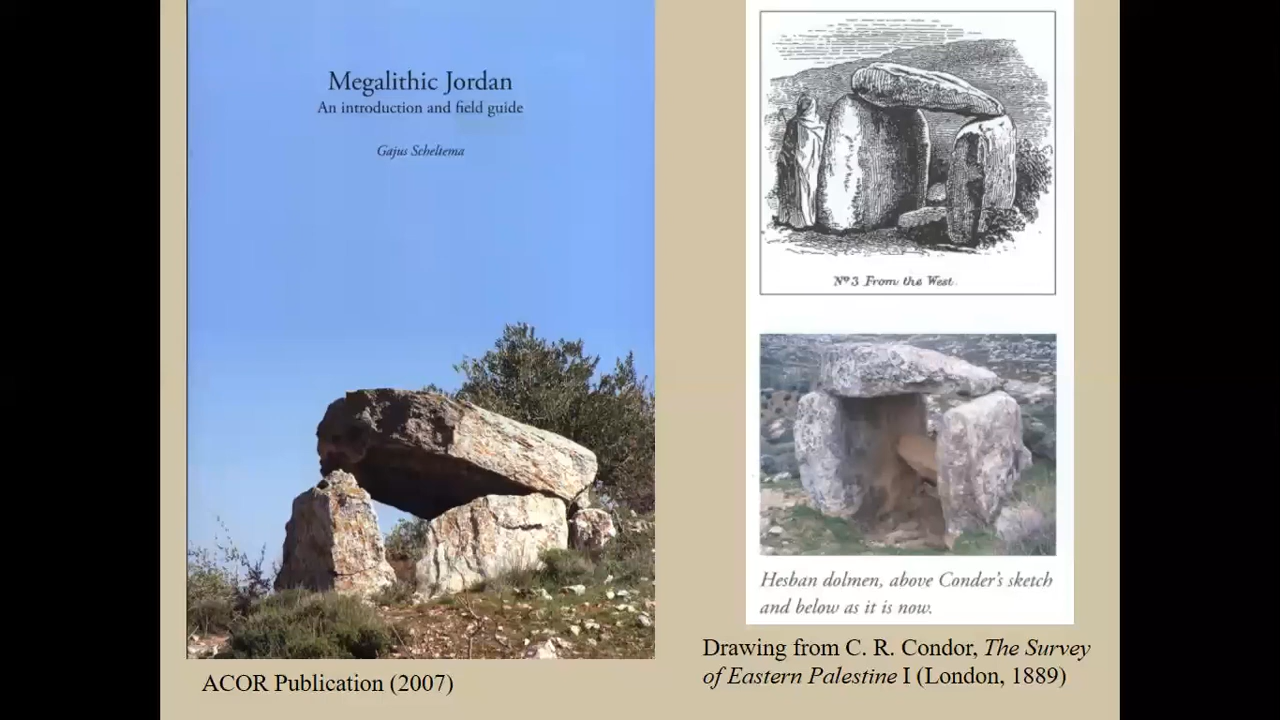 Megalithic Jordan
An introduction and field guide
Gajus Scheltema
ACOR Publication (2007)
Nº 3 From the West.
Hesban dolmen, above Conder's sketch
and below as it is now.
Drawing from C. R. Condor, The Survey
of Eastern Palestine I (London, 1889)